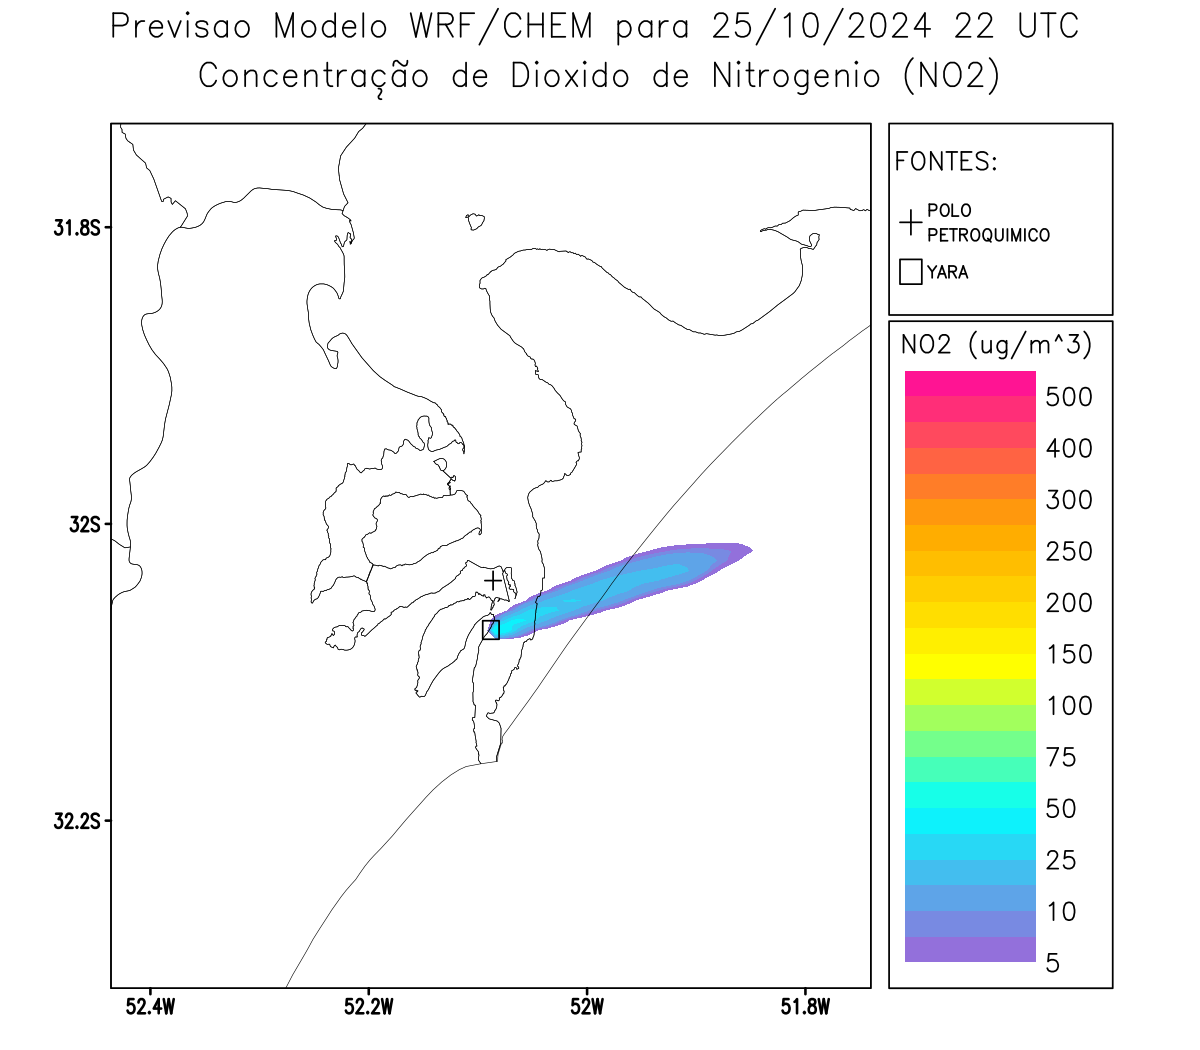 Previsao Modelo WRF/CHEM para 25/10/2024 22 UTC
Concentração de Dioxido de Nitrogenio (NO2)
FONTES:
POLO
PETROQUIMICO
YARA
NO2 (ug/m^3)
500
400
300
250
200
150
100
75
50
25
10
5
31.8S
32S
32.2S
52.4W
52.2W
52W
51.8W